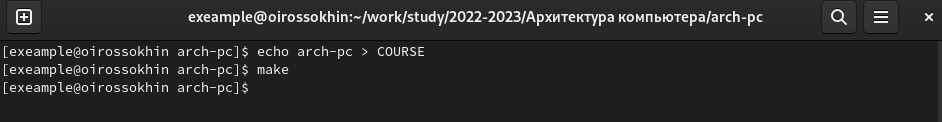 exeample@oirossokhin:~/work/study/2022-2023/Архитектура компьютера/arch-pc
[exeample@oirossokhin arch-pc]$ echo arch-pc > COURSE
[exeample@oirossokhin arch-pc]$ make
[exeample@oirossokhin arch-pc]$